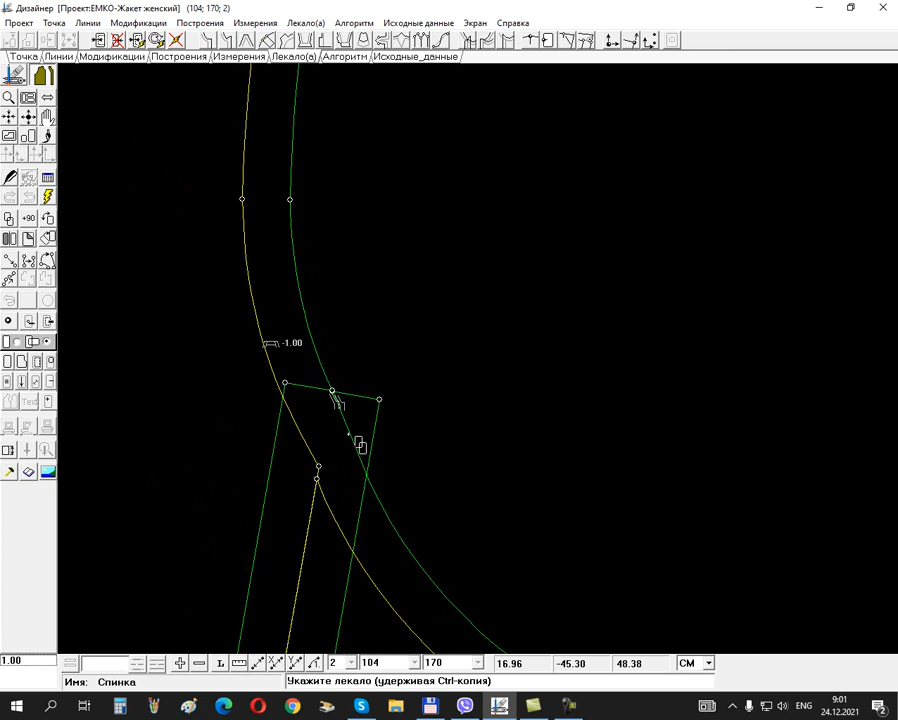 Дизайнер [Проект:ЕМКО-Жакет женский] (104; 170; 2)
Проект Точка Линии Модификации Построения Измерения Лекало(а) Алгоритм Исходные данные Экран Справка
Точка Линии Модификации Построения Измерения Лекало(а) Алгоритм Исходные_данные
+90
-1.00
Text
1.00 L X Y 2 104 170 16.96 -45.30 48.38 СМ
Имя: Спинка Укажите лекало (удерживая Ctrl-копия)
ENG 9:01
24.12.2021 2